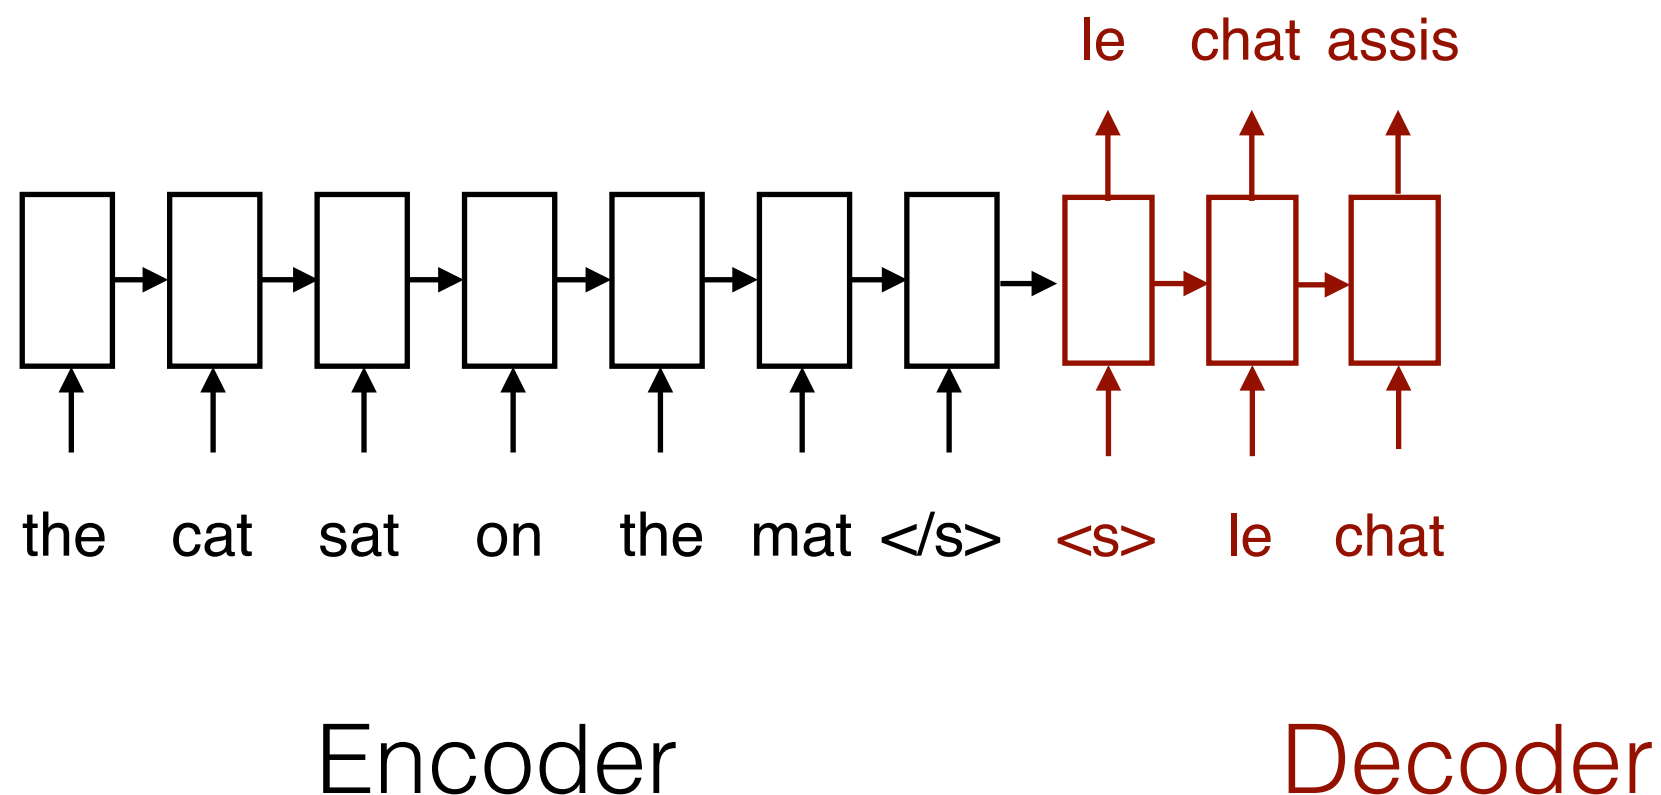 le chat assis
the cat sat on the mat </s> <s> le chat
Encoder Decoder